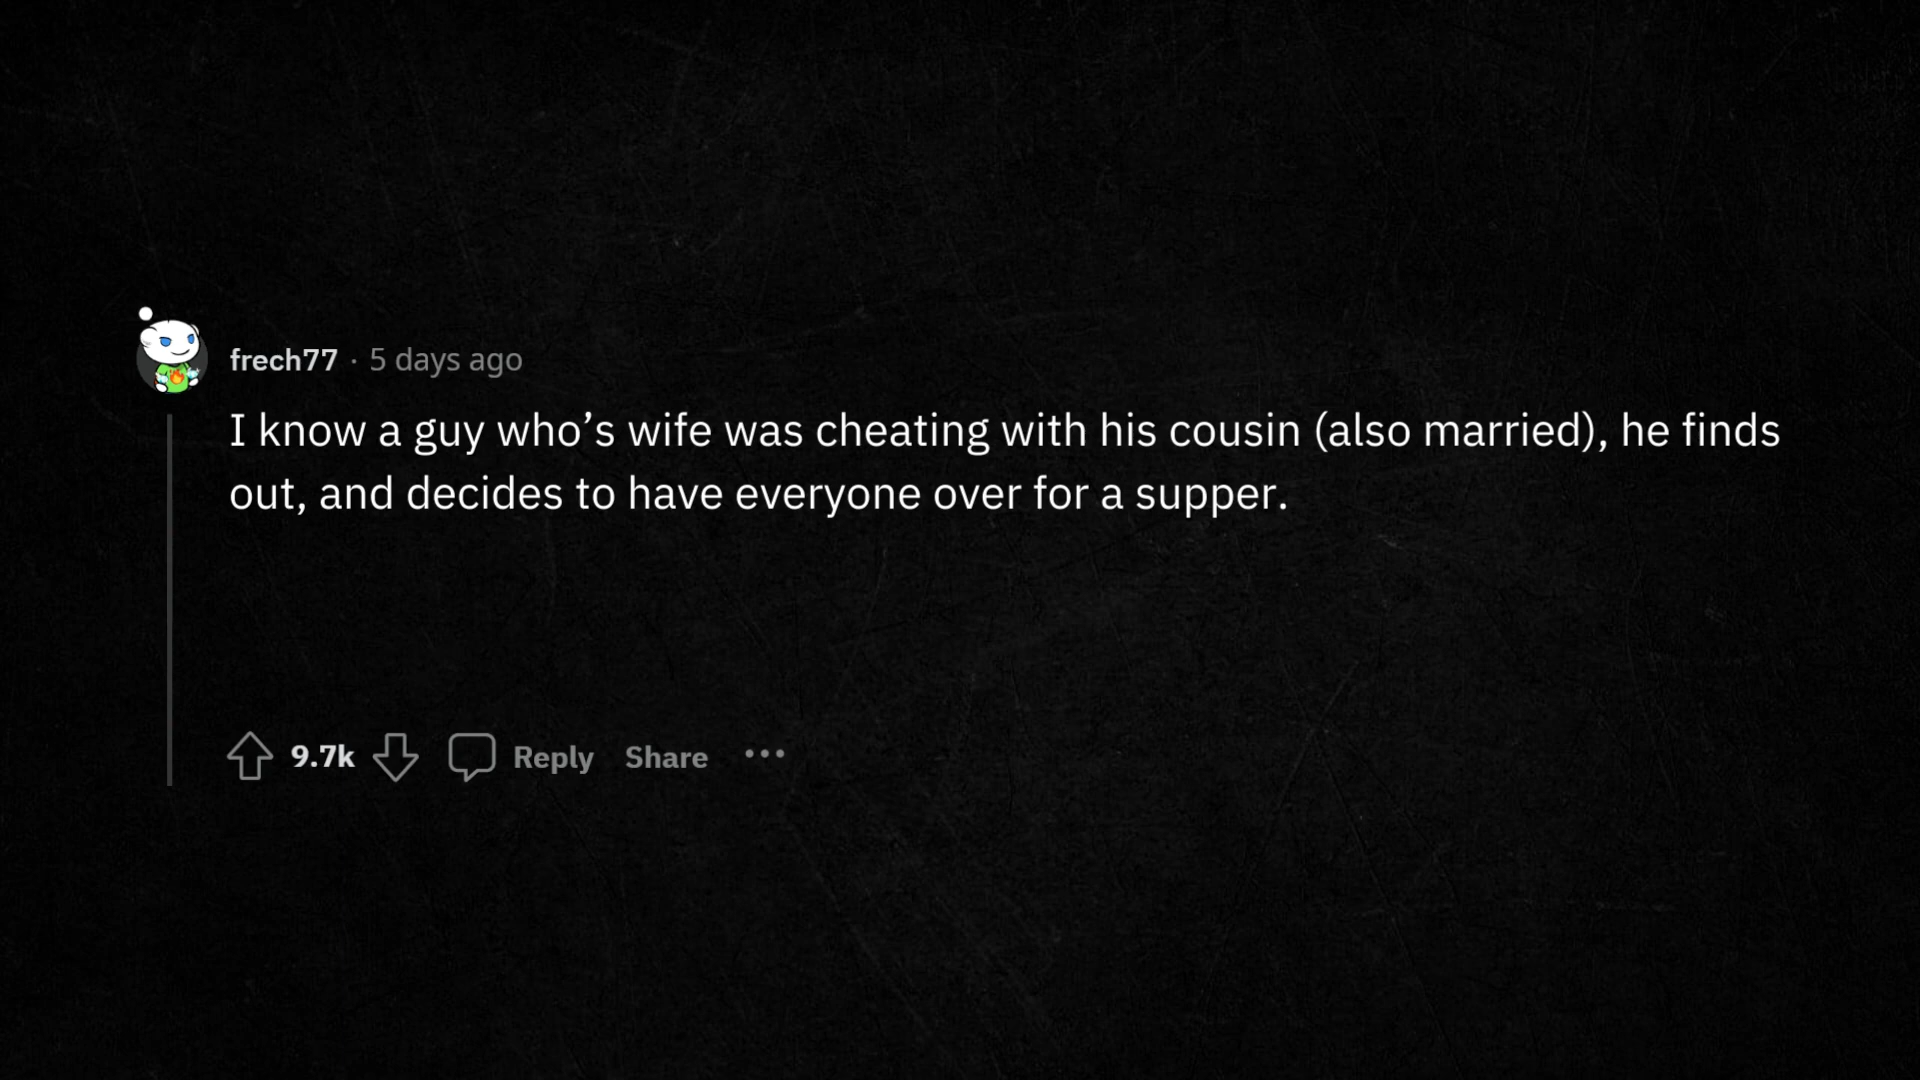 frech77 · 5 days ago
I know a guy who’s wife was cheating with his cousin (also married), he finds
out, and decides to have everyone over for a supper.
9.7k Reply Share ···